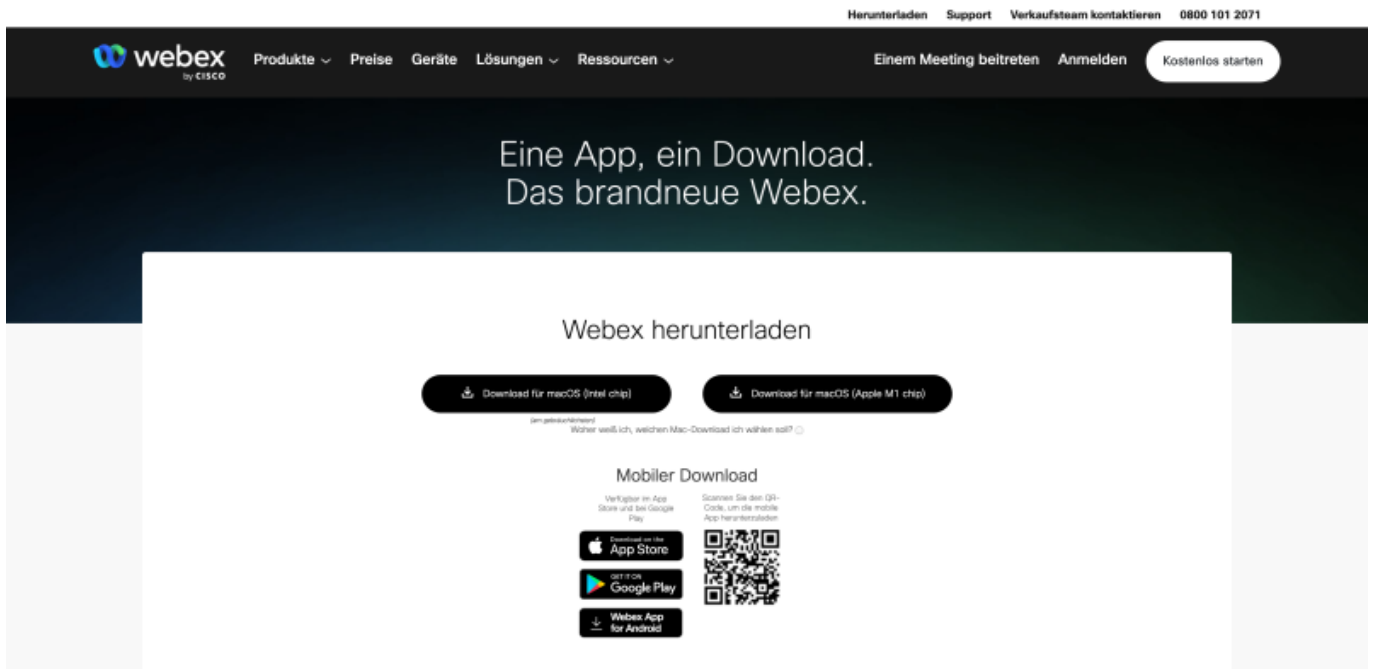 Herunterladen Support Verkaufsteam kontaktieren 0800 101 2071
webex
by CISCO
Produkte Preise Geräte Lösungen Ressourcen
Einem Meeting beitreten Anmelden Kostenlos starten
Eine App, ein Download.
Das brandneue Webex.
Webex herunterladen
Download für macOS (Intel chip)
Download für macOS (Apple M1 chip)
(am gebräuchlichsten)
Woher weiß ich, welchen Mac-Download ich wählen soll?
Mobiler Download
Verfügbar im App
Store und bei Google
Play
Download on the
App Store
GET IT ON
Google Play
Webex App
for Android
Scannen Sie den QR-
Code, um die mobile
App herunterzuladen